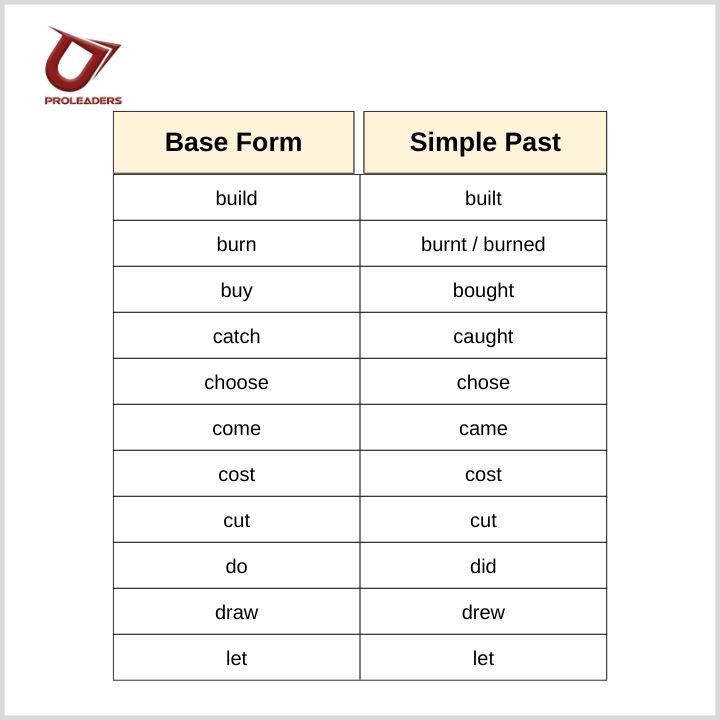 PROLEADERS
Base Form Simple Past
build built
burn burnt / burned
buy bought
catch caught
choose chose
come came
cost cost
cut cut
do did
draw drew
let let